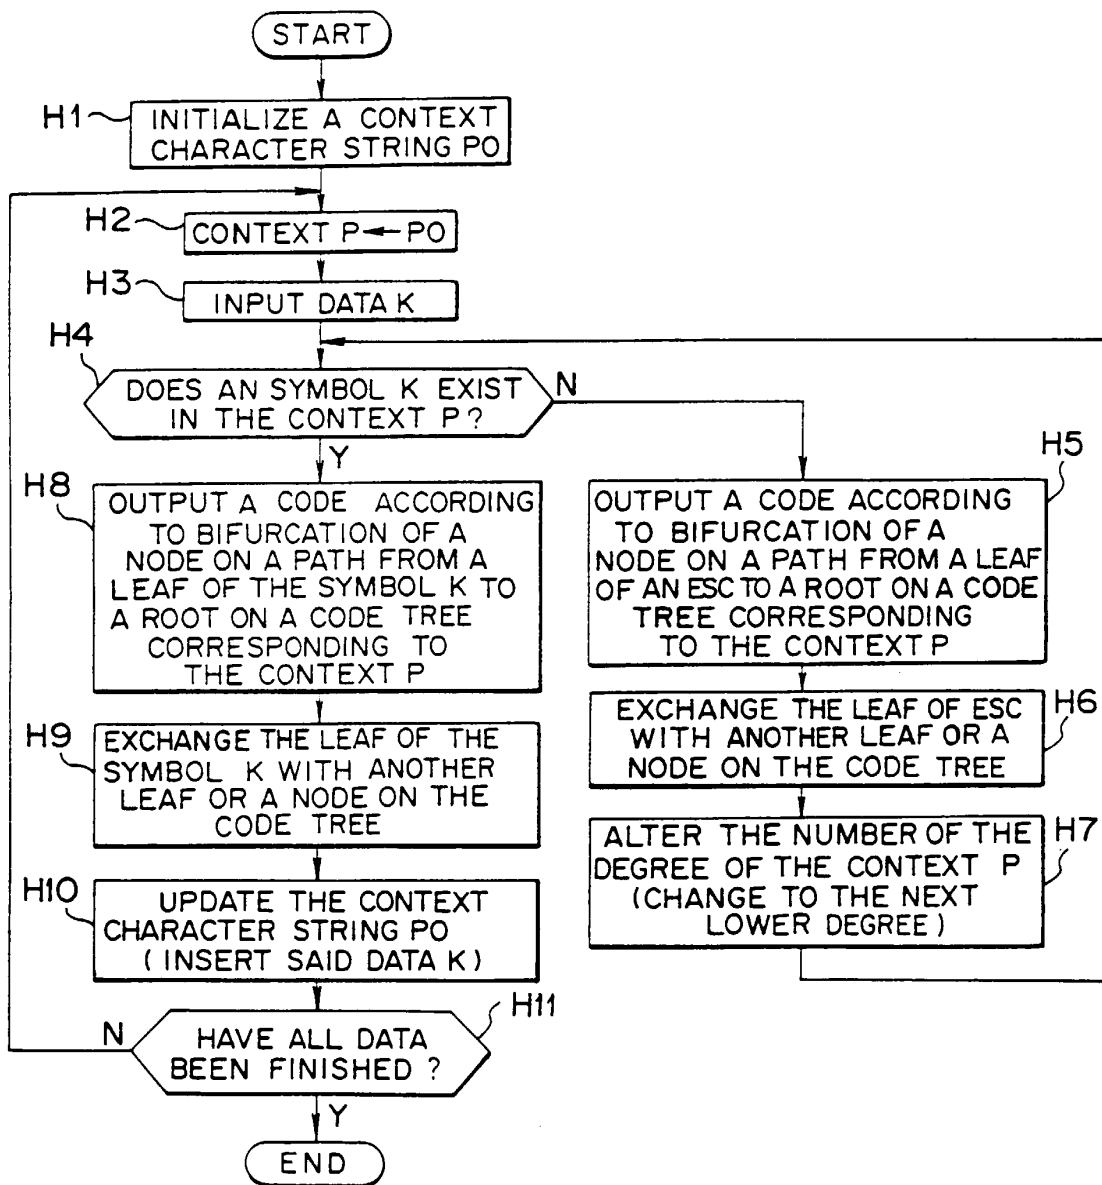 START
H1
INITIALIZE A CONTEXT
CHARACTER STRING PO
H2
CONTEXT P←PO
H3
INPUT DATA K
H4
DOES AN SYMBOL K EXIST
IN THE CONTEXT P?
N
Y
H5
OUTPUT A CODE ACCORDING
TO BIFURCATION OF A
NODE ON A PATH FROM A LEAF
OF AN ESC TO A ROOT ON A CODE
TREE CORRESPONDING
TO THE CONTEXT P
H6
EXCHANGE THE LEAF OF ESC
WITH ANOTHER LEAF OR A
NODE ON THE CODE TREE
H7
ALTER THE NUMBER OF THE
DEGREE OF THE CONTEXT P
(CHANGE TO THE NEXT
LOWER DEGREE)
H8
OUTPUT A CODE ACCORDING
TO BIFURCATION OF A
NODE ON A PATH FROM A
LEAF OF THE SYMBOL K TO
A ROOT ON A CODE TREE
CORRESPONDING TO
THE CONTEXT P
H9
EXCHANGE THE LEAF OF THE
SYMBOL K WITH ANOTHER
LEAF OR A NODE ON THE
CODE TREE
H10
UPDATE THE CONTEXT
CHARACTER STRING PO
(INSERT SAID DATA K)
H11
HAVE ALL DATA
BEEN FINISHED?
N
Y
END